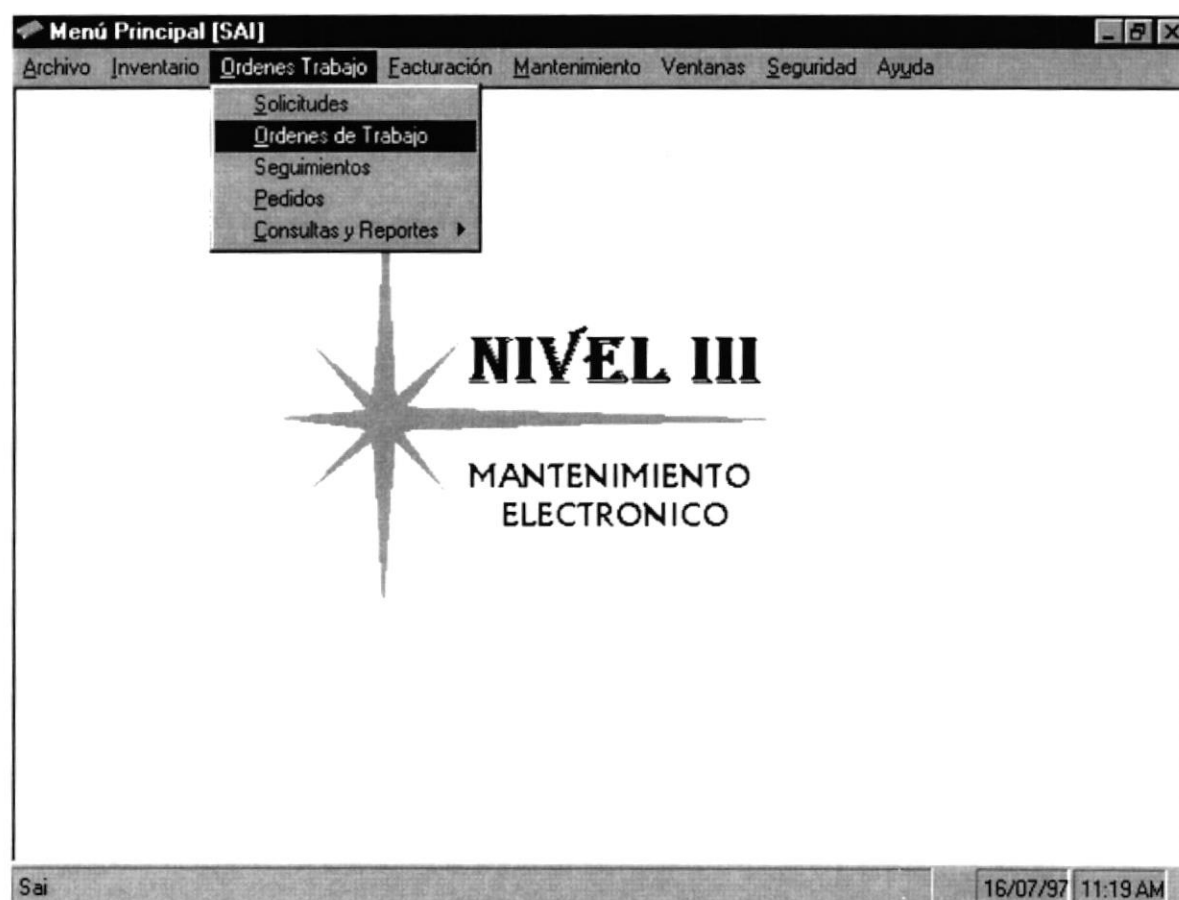 Menú Principal [SAI]
Archivo Inventario Ordenes Trabajo Facturación Mantenimiento Ventanas Seguridad Ayuda
Solicitudes
Ordenes de Trabajo
Seguimientos
Pedidos
Consultas y Reportes
NIVEL III
MANTENIMIENTO
ELECTRONICO
Sai 16/07/97 11:19 AM